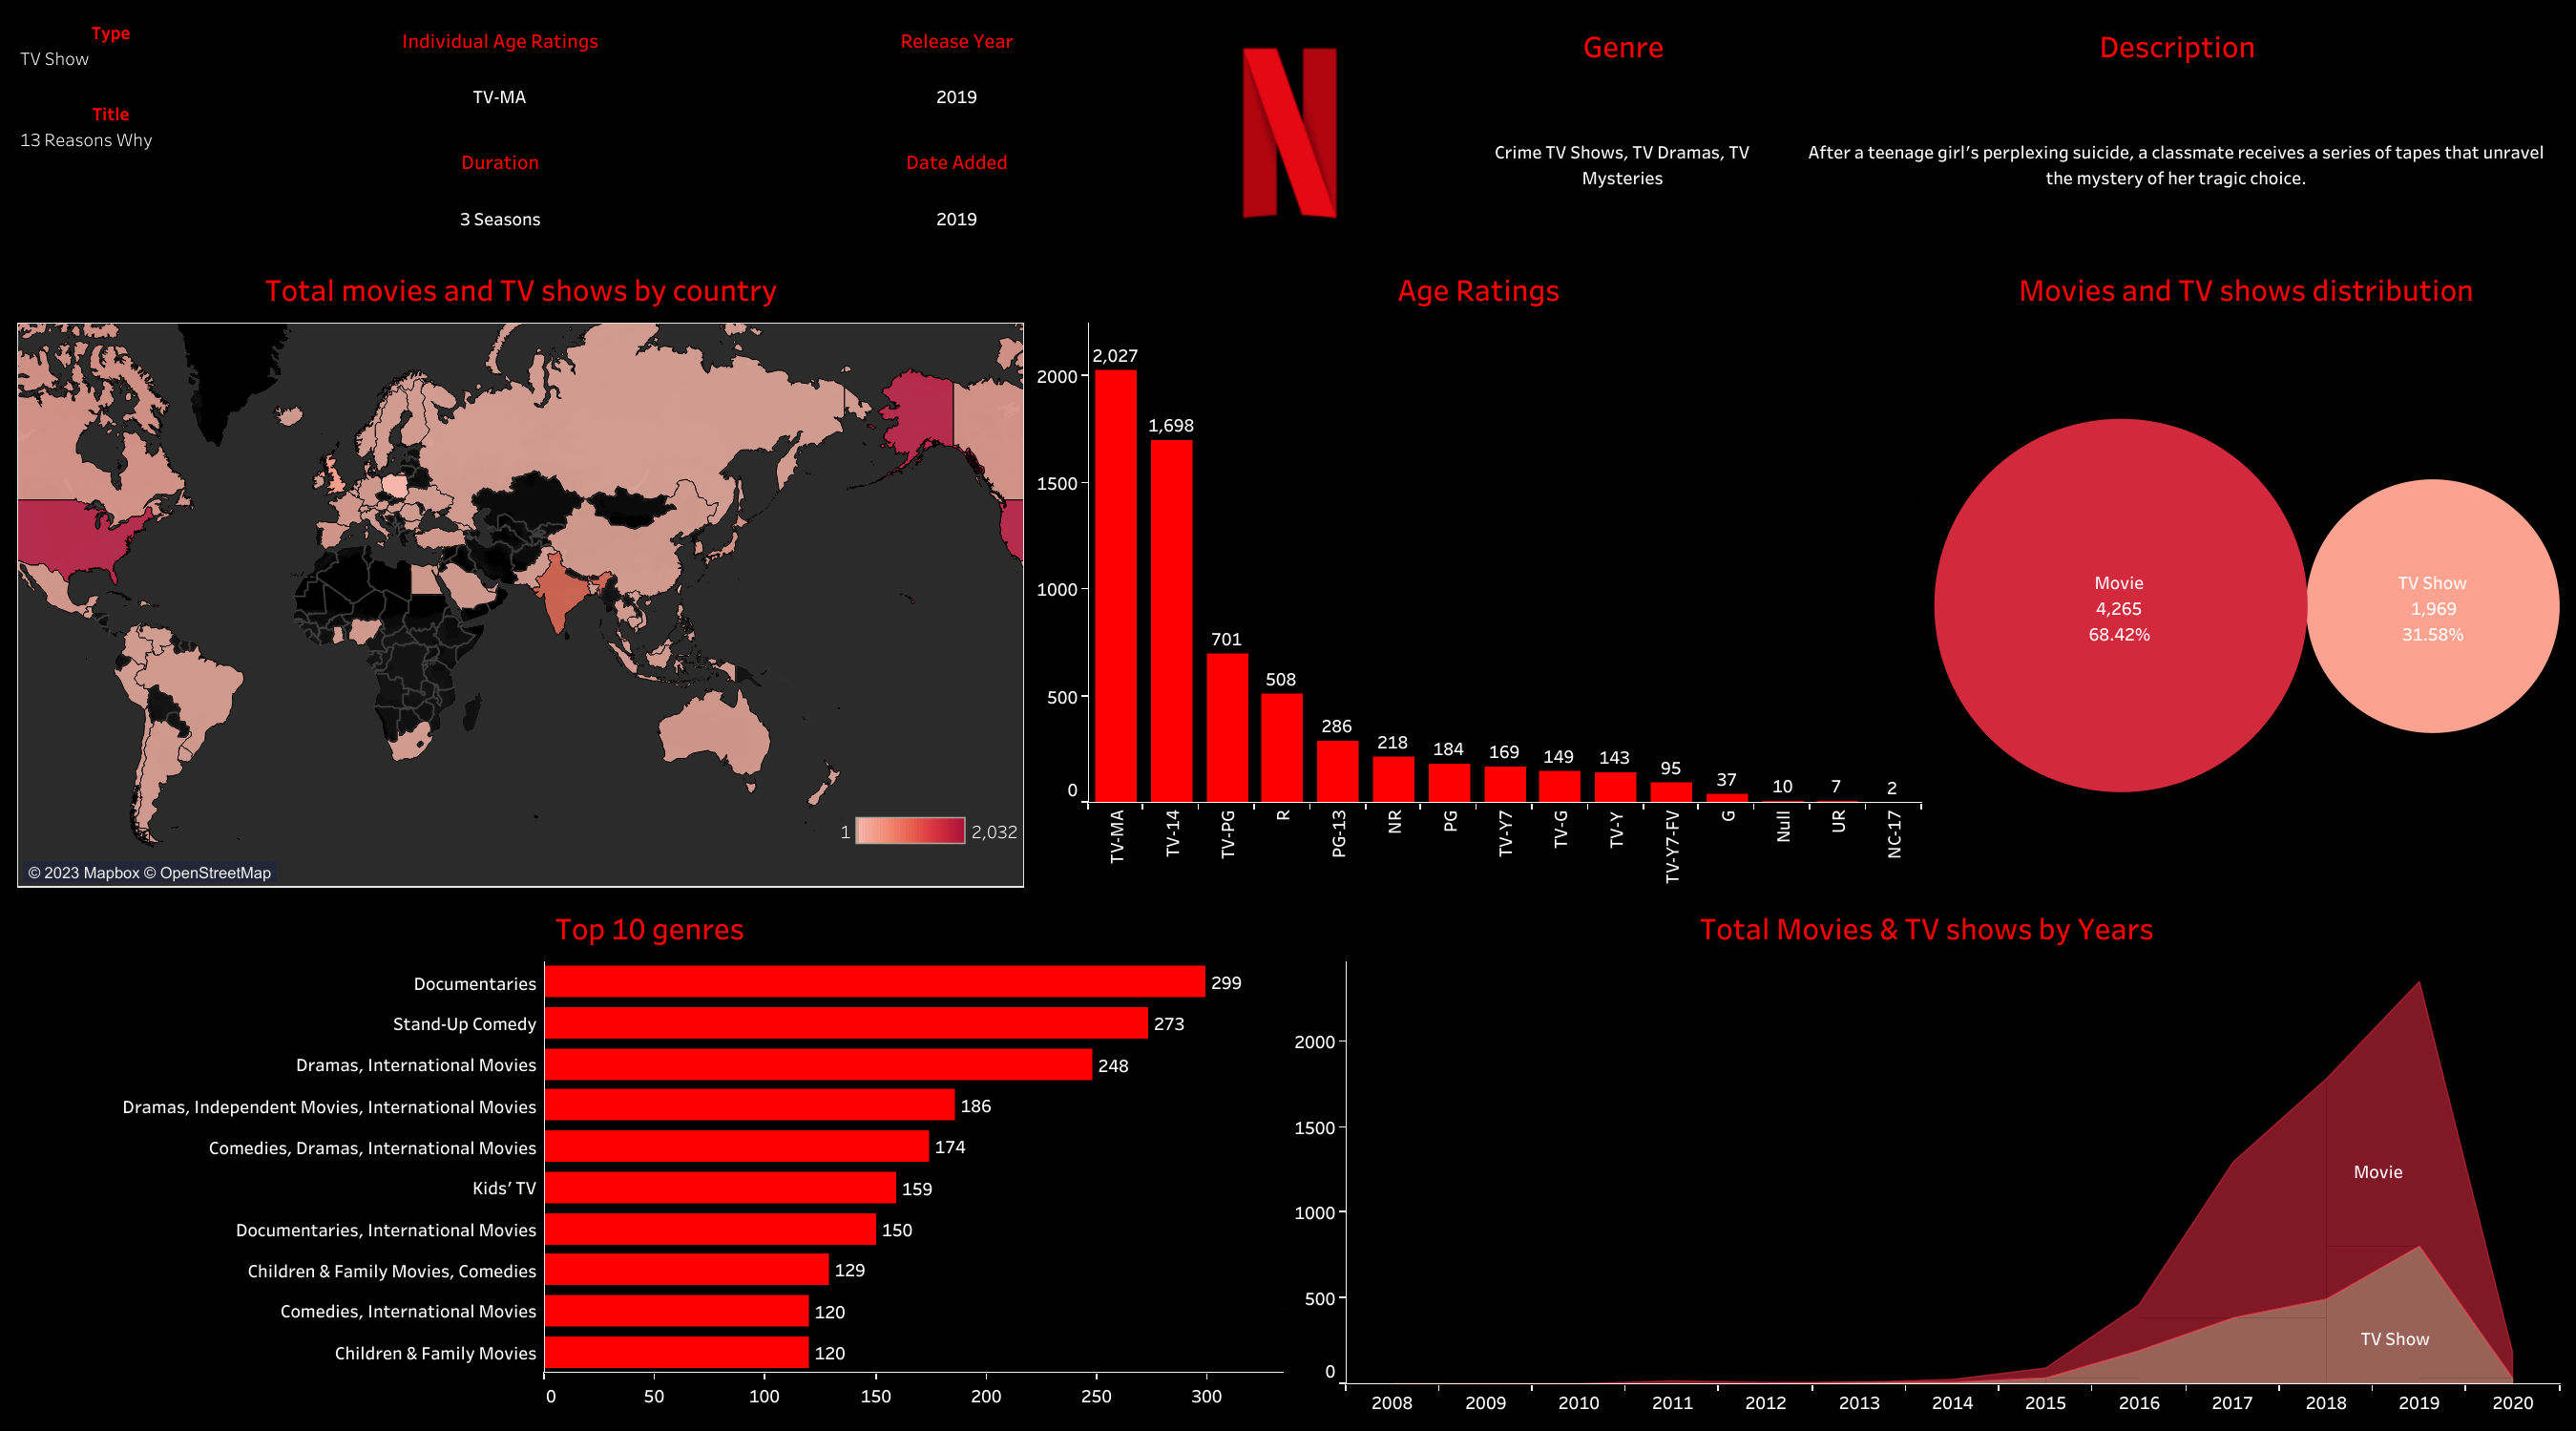 Type
TV Show
Title
13 Reasons Why
Individual Age Ratings
TV-MA
Duration
3 Seasons
Release Year
2019
Date Added
2019
Genre
Crime TV Shows, TV Dramas, TV
Mysteries
Description
After a teenage girl's perplexing suicide, a classmate receives a series of tapes that unravel
the mystery of her tragic choice.
Total movies and TV shows by country
1
2,032
© 2023 Mapbox © OpenStreetMap
Age Ratings
2000
1500
1000
500
0
2,027
1,698
701
508
286
218
184
169
149
143
95
37
10
7
2
TV-MA
TV-14
TV-PG
R
PG-13
NR
PG
TV-Y7
TV-G
TV-Y
TV-Y7-FV
G
Null
UR
NC-17
Movies and TV shows distribution
Movie
4,265
68.42%
TV Show
1,969
31.58%
Top 10 genres
Documentaries
299
Stand-Up Comedy
273
Dramas, International Movies
248
Dramas, Independent Movies, International Movies
186
Comedies, Dramas, International Movies
174
Kids' TV
159
Documentaries, International Movies
150
Children & Family Movies, Comedies
129
Comedies, International Movies
120
Children & Family Movies
120
0
50
100
150
200
250
300
Total Movies & TV shows by Years
2000
1500
1000
500
0
Movie
TV Show
2008
2009
2010
2011
2012
2013
2014
2015
2016
2017
2018
2019
2020